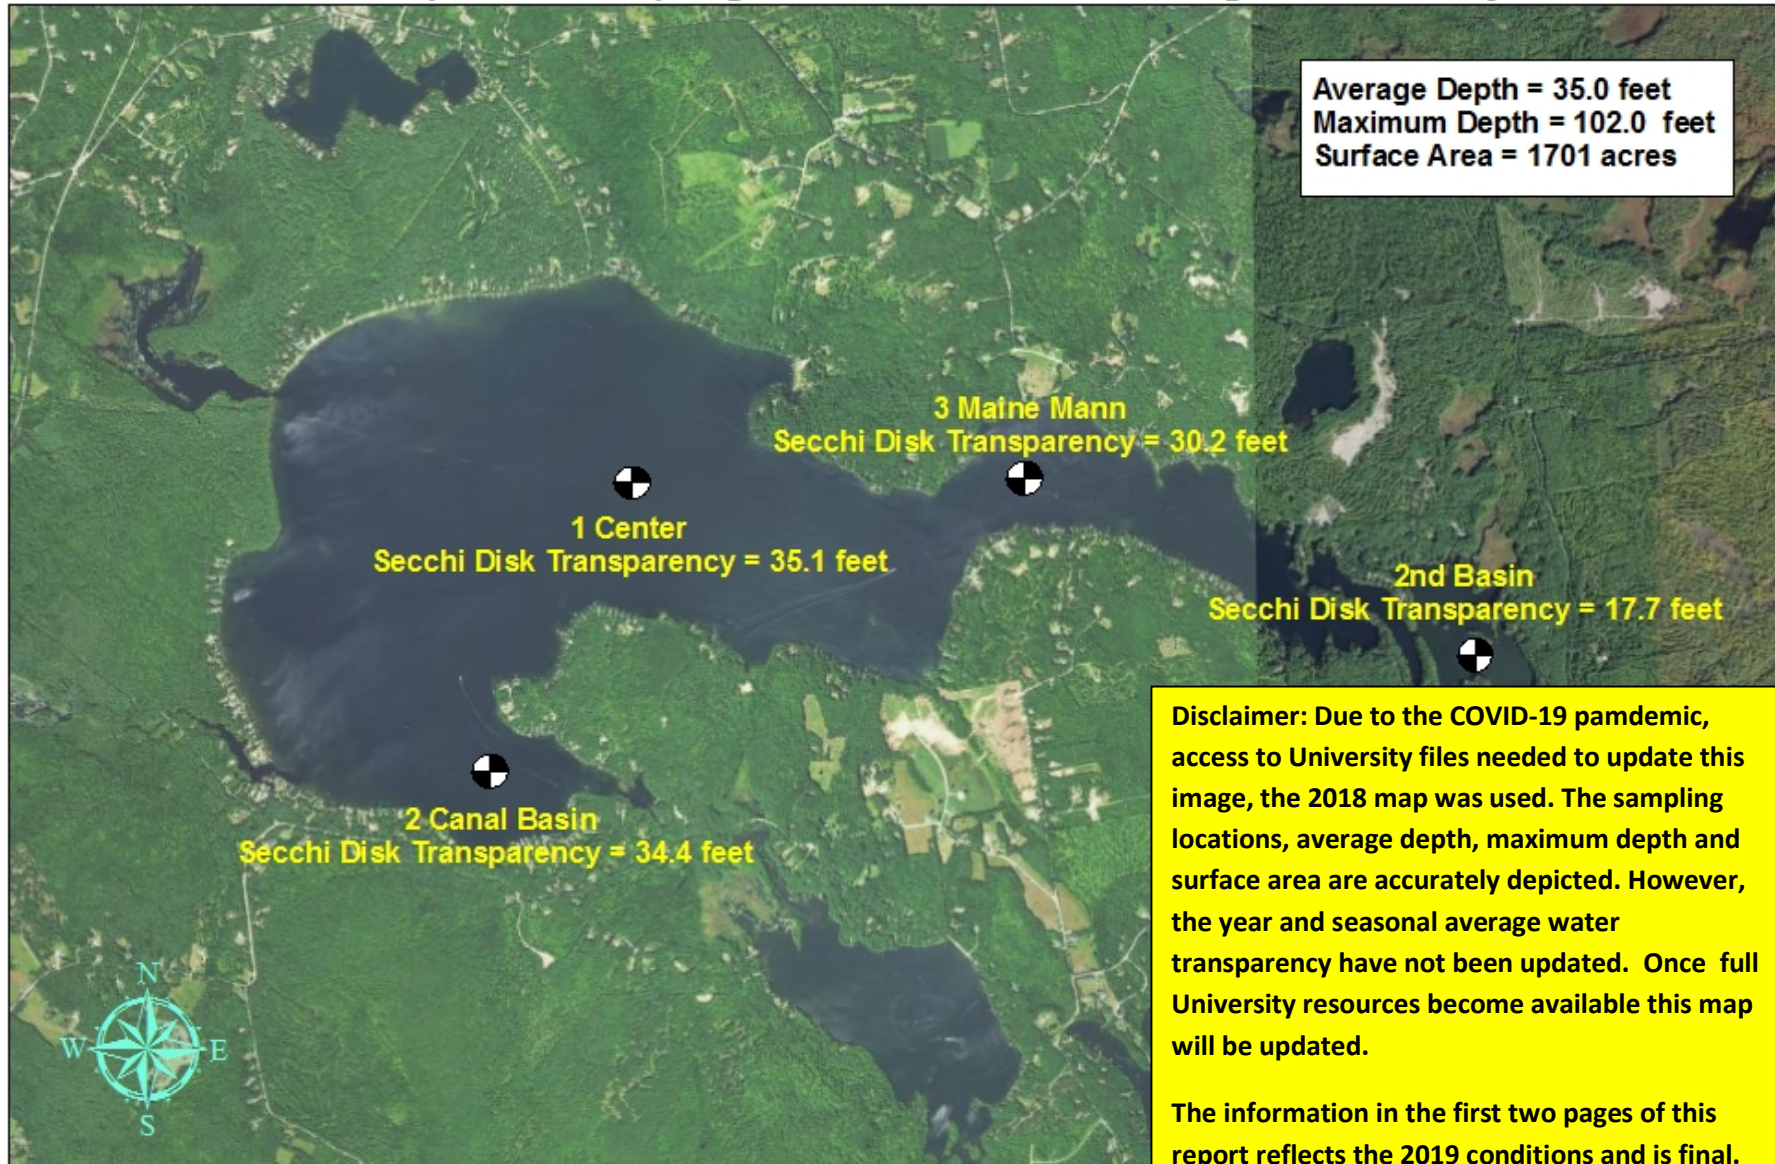 Average Depth = 35.0 feet
Maximum Depth = 102.0 feet
Surface Area = 1701 acres
3 Maine Mann
Secchi Disk Transparency = 30.2 feet
1 Center
Secchi Disk Transparency = 35.1 feet
2nd Basin
Secchi Disk Transparency = 17.7 feet
2 Canal Basin
Secchi Disk Transparency = 34.4 feet
Disclaimer: Due to the COVID-19 pamdemic,
access to University files needed to update this
image, the 2018 map was used. The sampling
locations, average depth, maximum depth and
surface area are accurately depicted. However,
the year and seasonal average water
transparency have not been updated. Once full
University resources become available this map
will be updated.
The information in the first two pages of this
report reflects the 2019 conditions and is final.
N
W
E
S